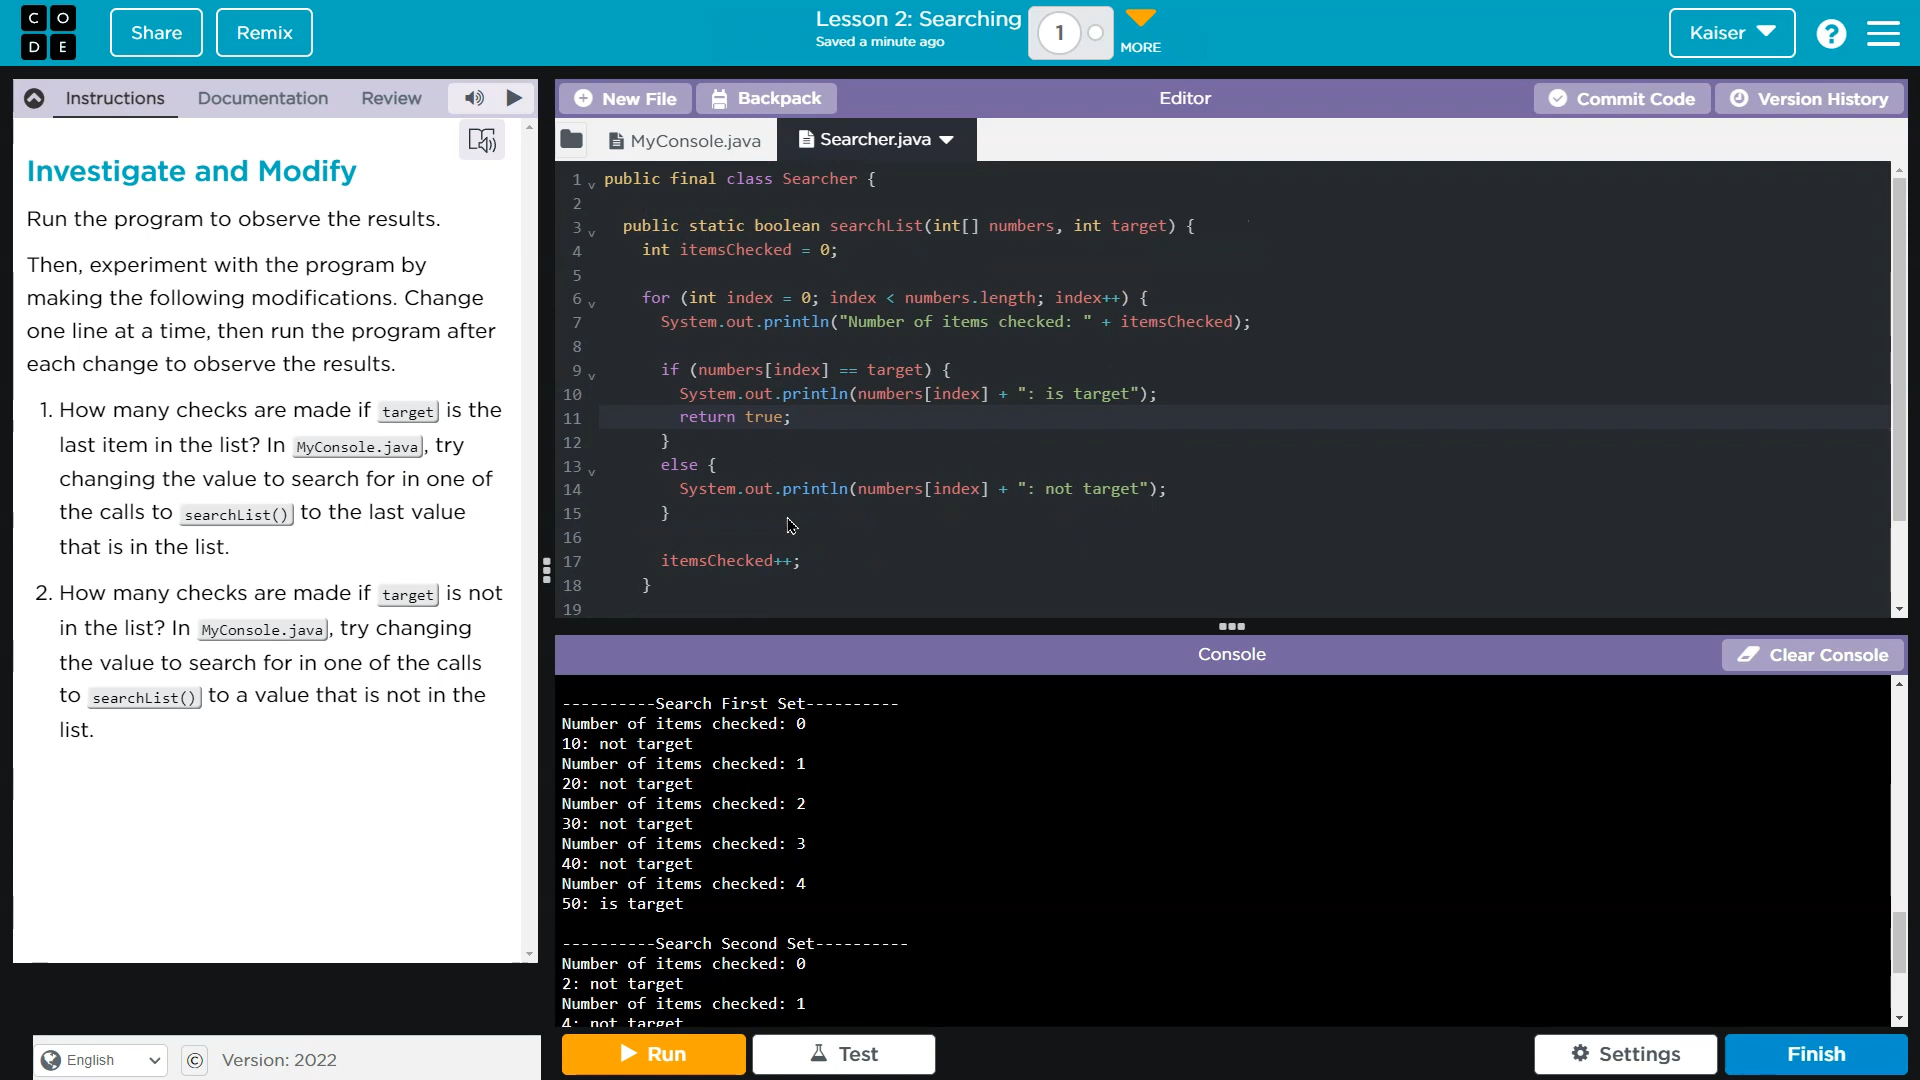 CODE
Share
Remix
Lesson 2: Searching
Saved a minute ago
1
MORE
Kaiser
?
Instructions
Documentation
Review
Investigate and Modify
Run the program to observe the results.
Then, experiment with the program by
making the following modifications. Change
one line at a time, then run the program after
each change to observe the results.
1. How many checks are made if target is the
last item in the list? In MyConsole.java, try
changing the value to search for in one of
the calls to searchList() to the last value
that is in the list.
2. How many checks are made if target is not
in the list? In MyConsole.java, try changing
the value to search for in one of the calls
to searchList() to a value that is not in the
list.
English
©
Version: 2022
New File
Backpack
Editor
Commit Code
Version History
MyConsole.java
Searcher.java
1 public final class Searcher {
2
3 public static boolean searchList(int[] numbers, int target) {
4 int itemsChecked = 0;
5
6 for (int index = 0; index < numbers.length; index++) {
7 System.out.println("Number of items checked: " + itemsChecked);
8
9 if (numbers[index] == target) {
10 System.out.println(numbers[index] + ": is target");
11 return true;
12 }
13 else {
14 System.out.println(numbers[index] + ": not target");
15 }
16
17 itemsChecked++;
18 }
19
Console
Clear Console
----------Search First Set----------
Number of items checked: 0
10: not target
Number of items checked: 1
20: not target
Number of items checked: 2
30: not target
Number of items checked: 3
40: not target
Number of items checked: 4
50: is target
----------Search Second Set----------
Number of items checked: 0
2: not target
Number of items checked: 1
4: not target
Run
Test
Settings
Finish